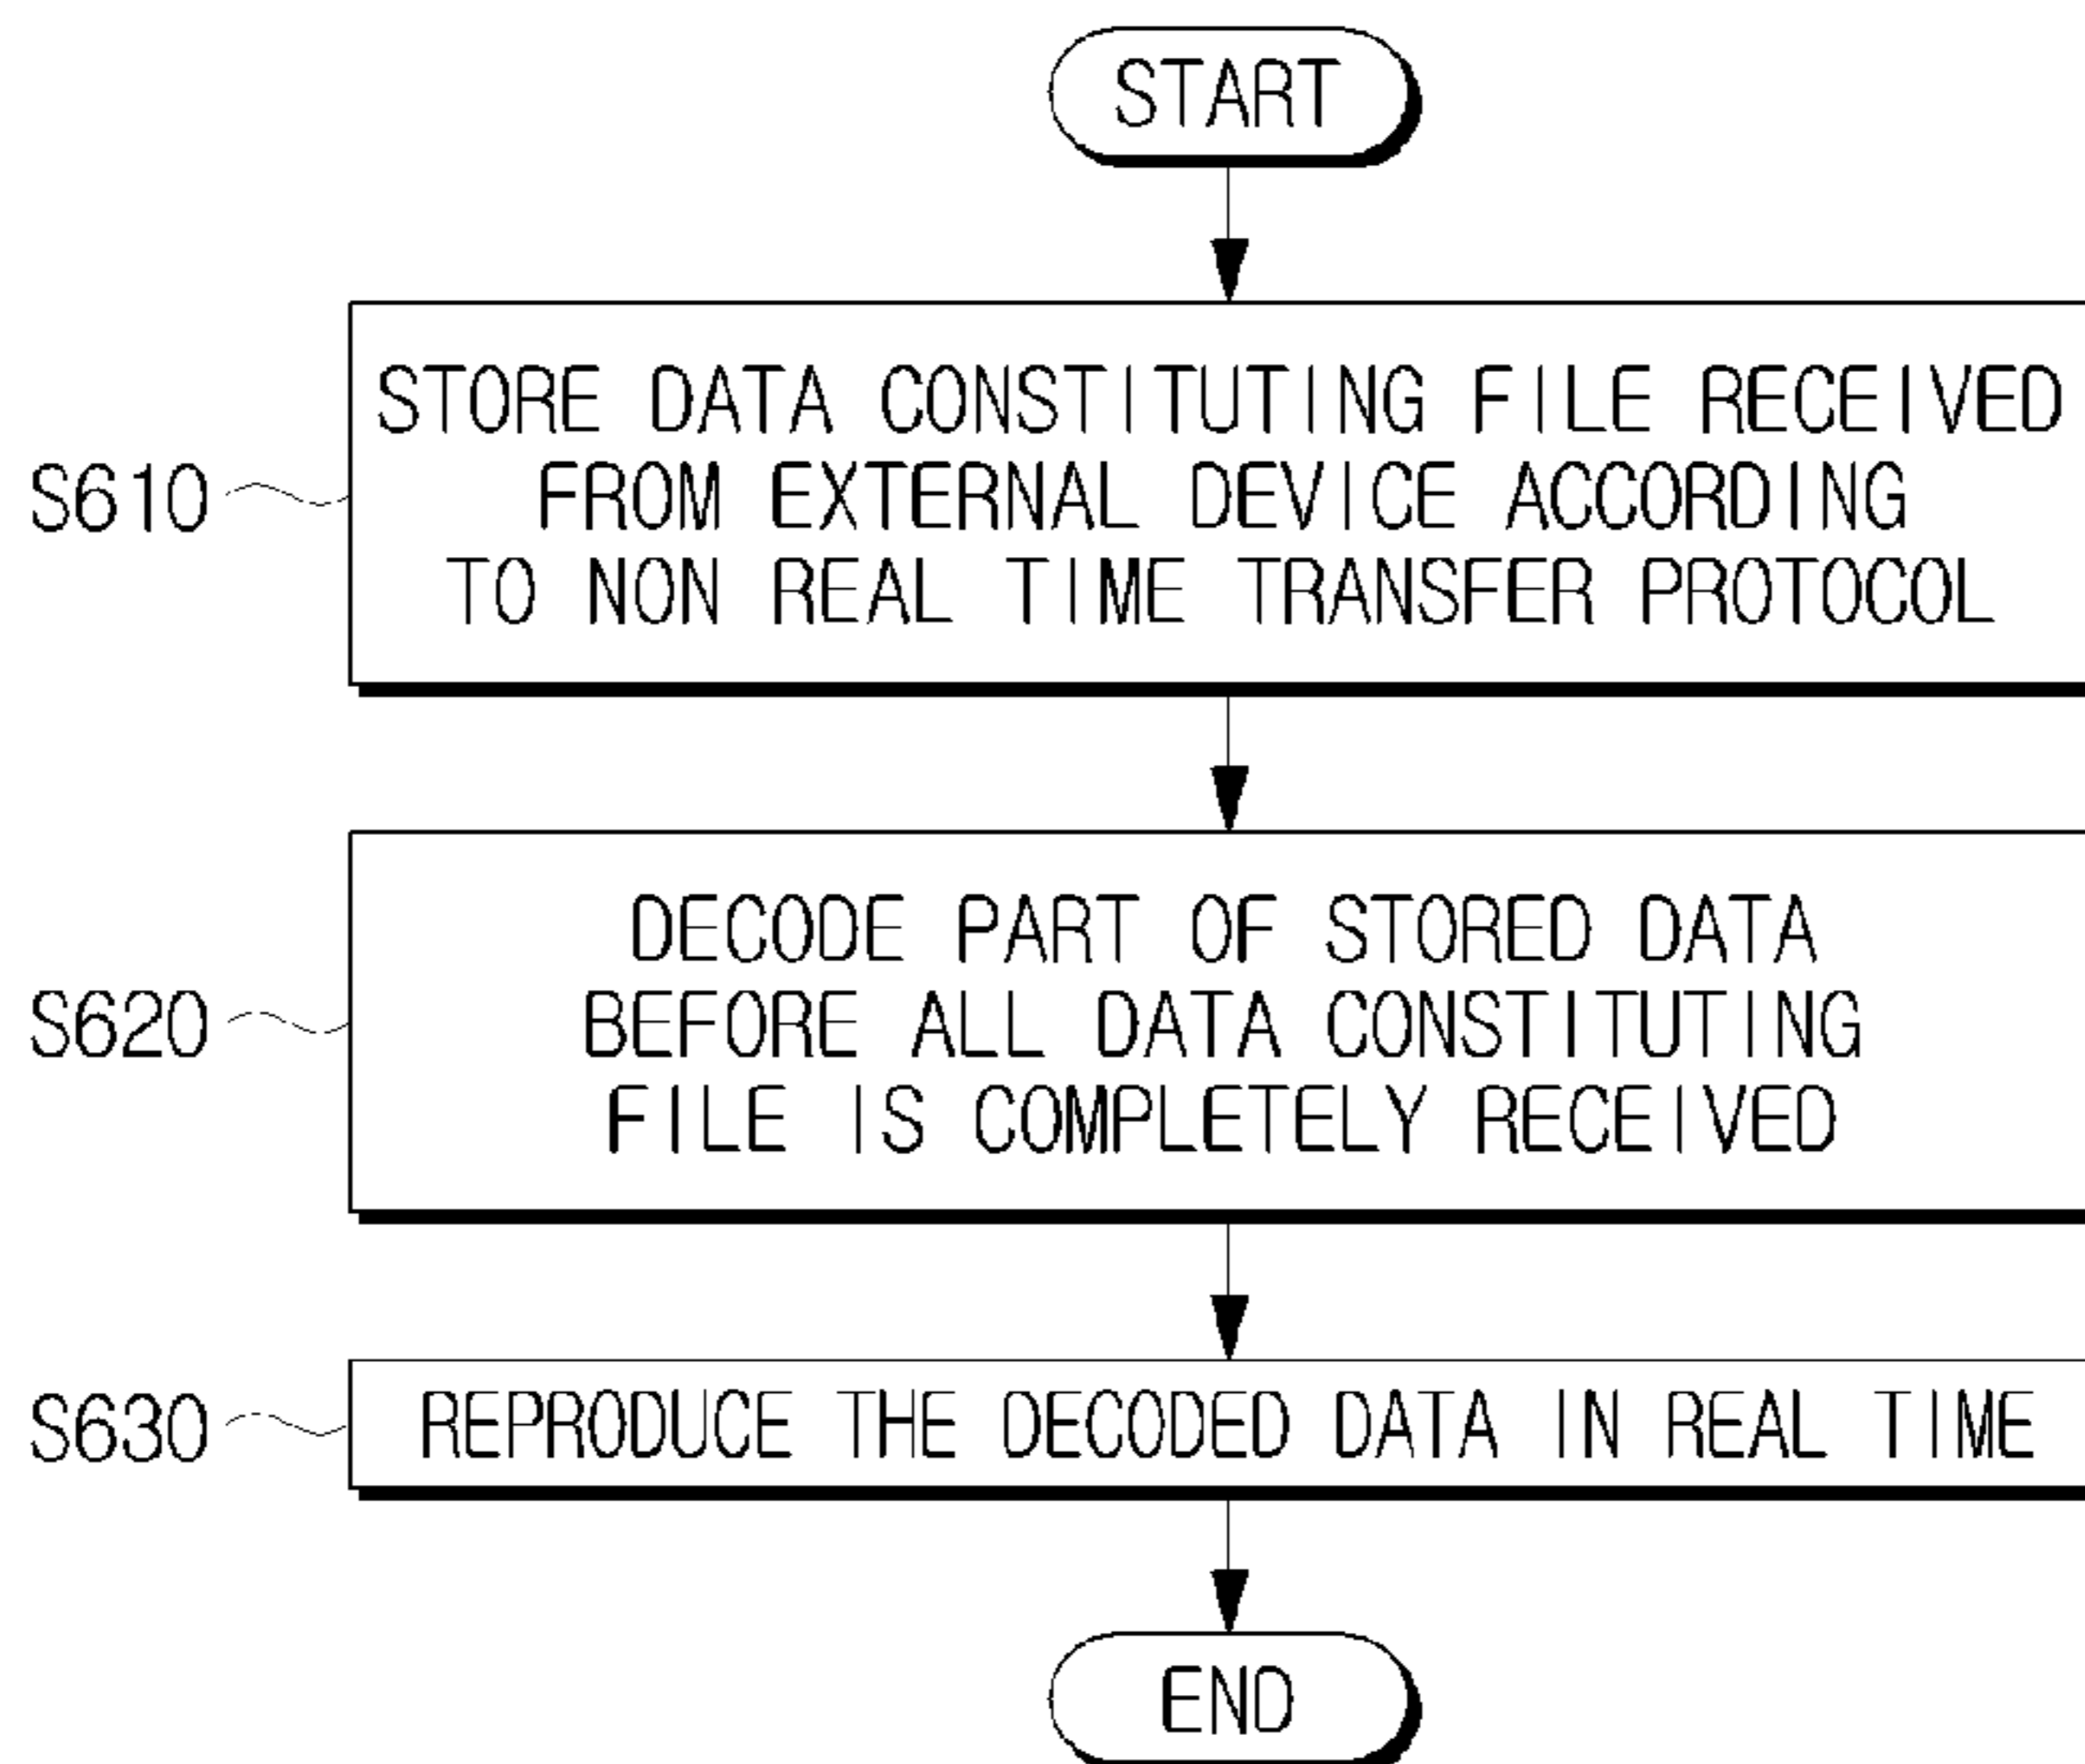 START
STORE DATA CONSTITUTING FILE RECEIVED
S610 FROM EXTERNAL DEVICE ACCORDING
TO NON REAL TIME TRANSFER PROTOCOL
DECODE PART OF STORED DATA
S620 BEFORE ALL DATA CONSTITUTING
FILE IS COMPLETELY RECEIVED
S630 REPRODUCE THE DECODED DATA IN REAL TIME
END